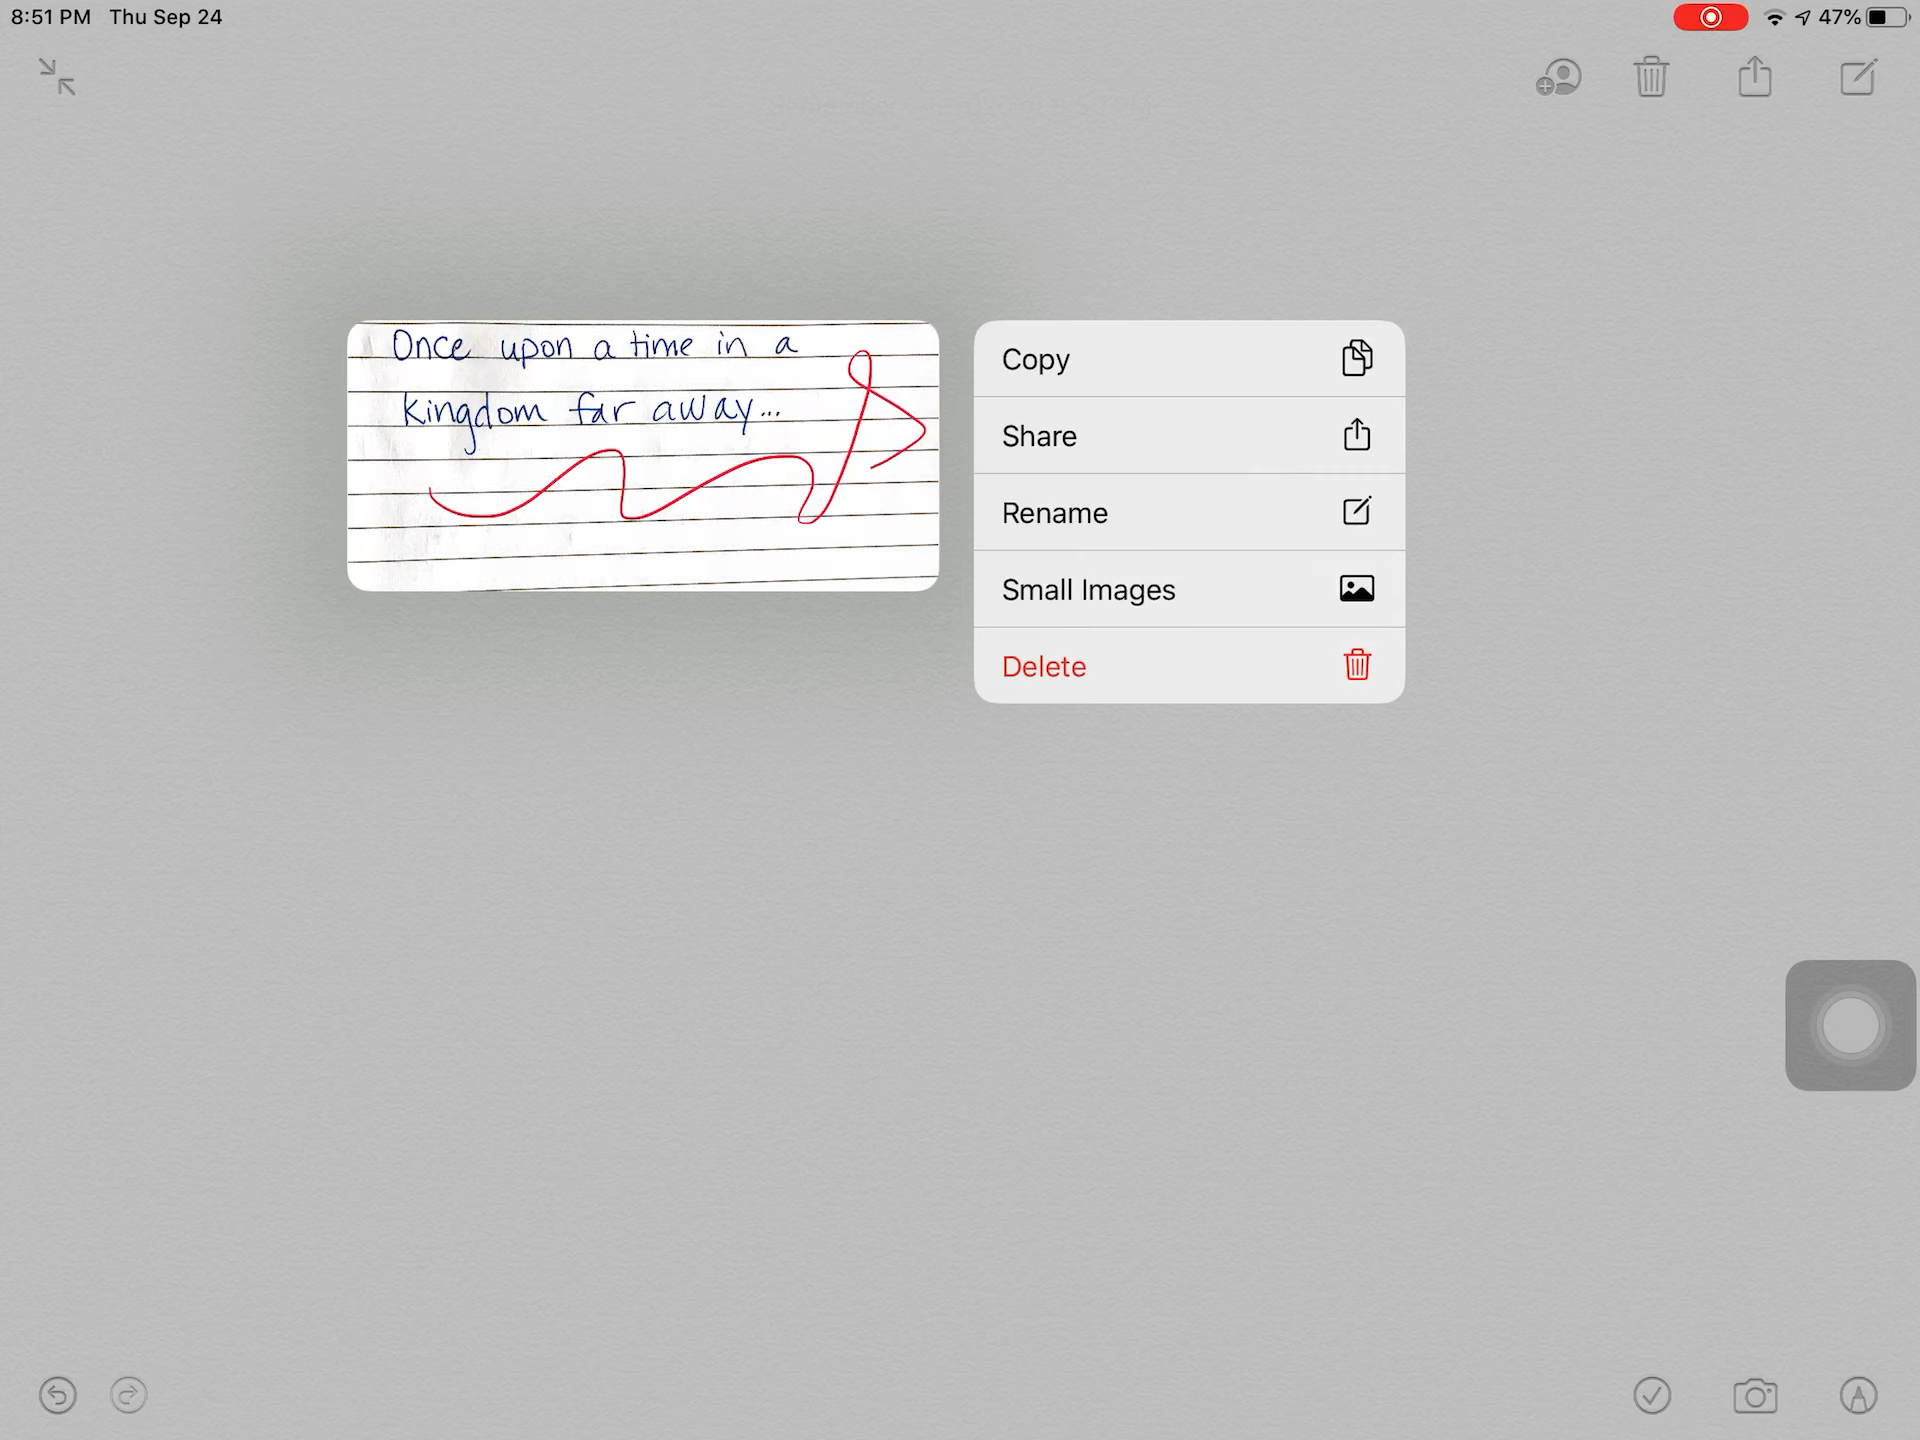 8:51 PM Thu Sep 24
47%
Once upon a time in a
kingdom far away...
Copy
Share
Rename
Small Images
Delete